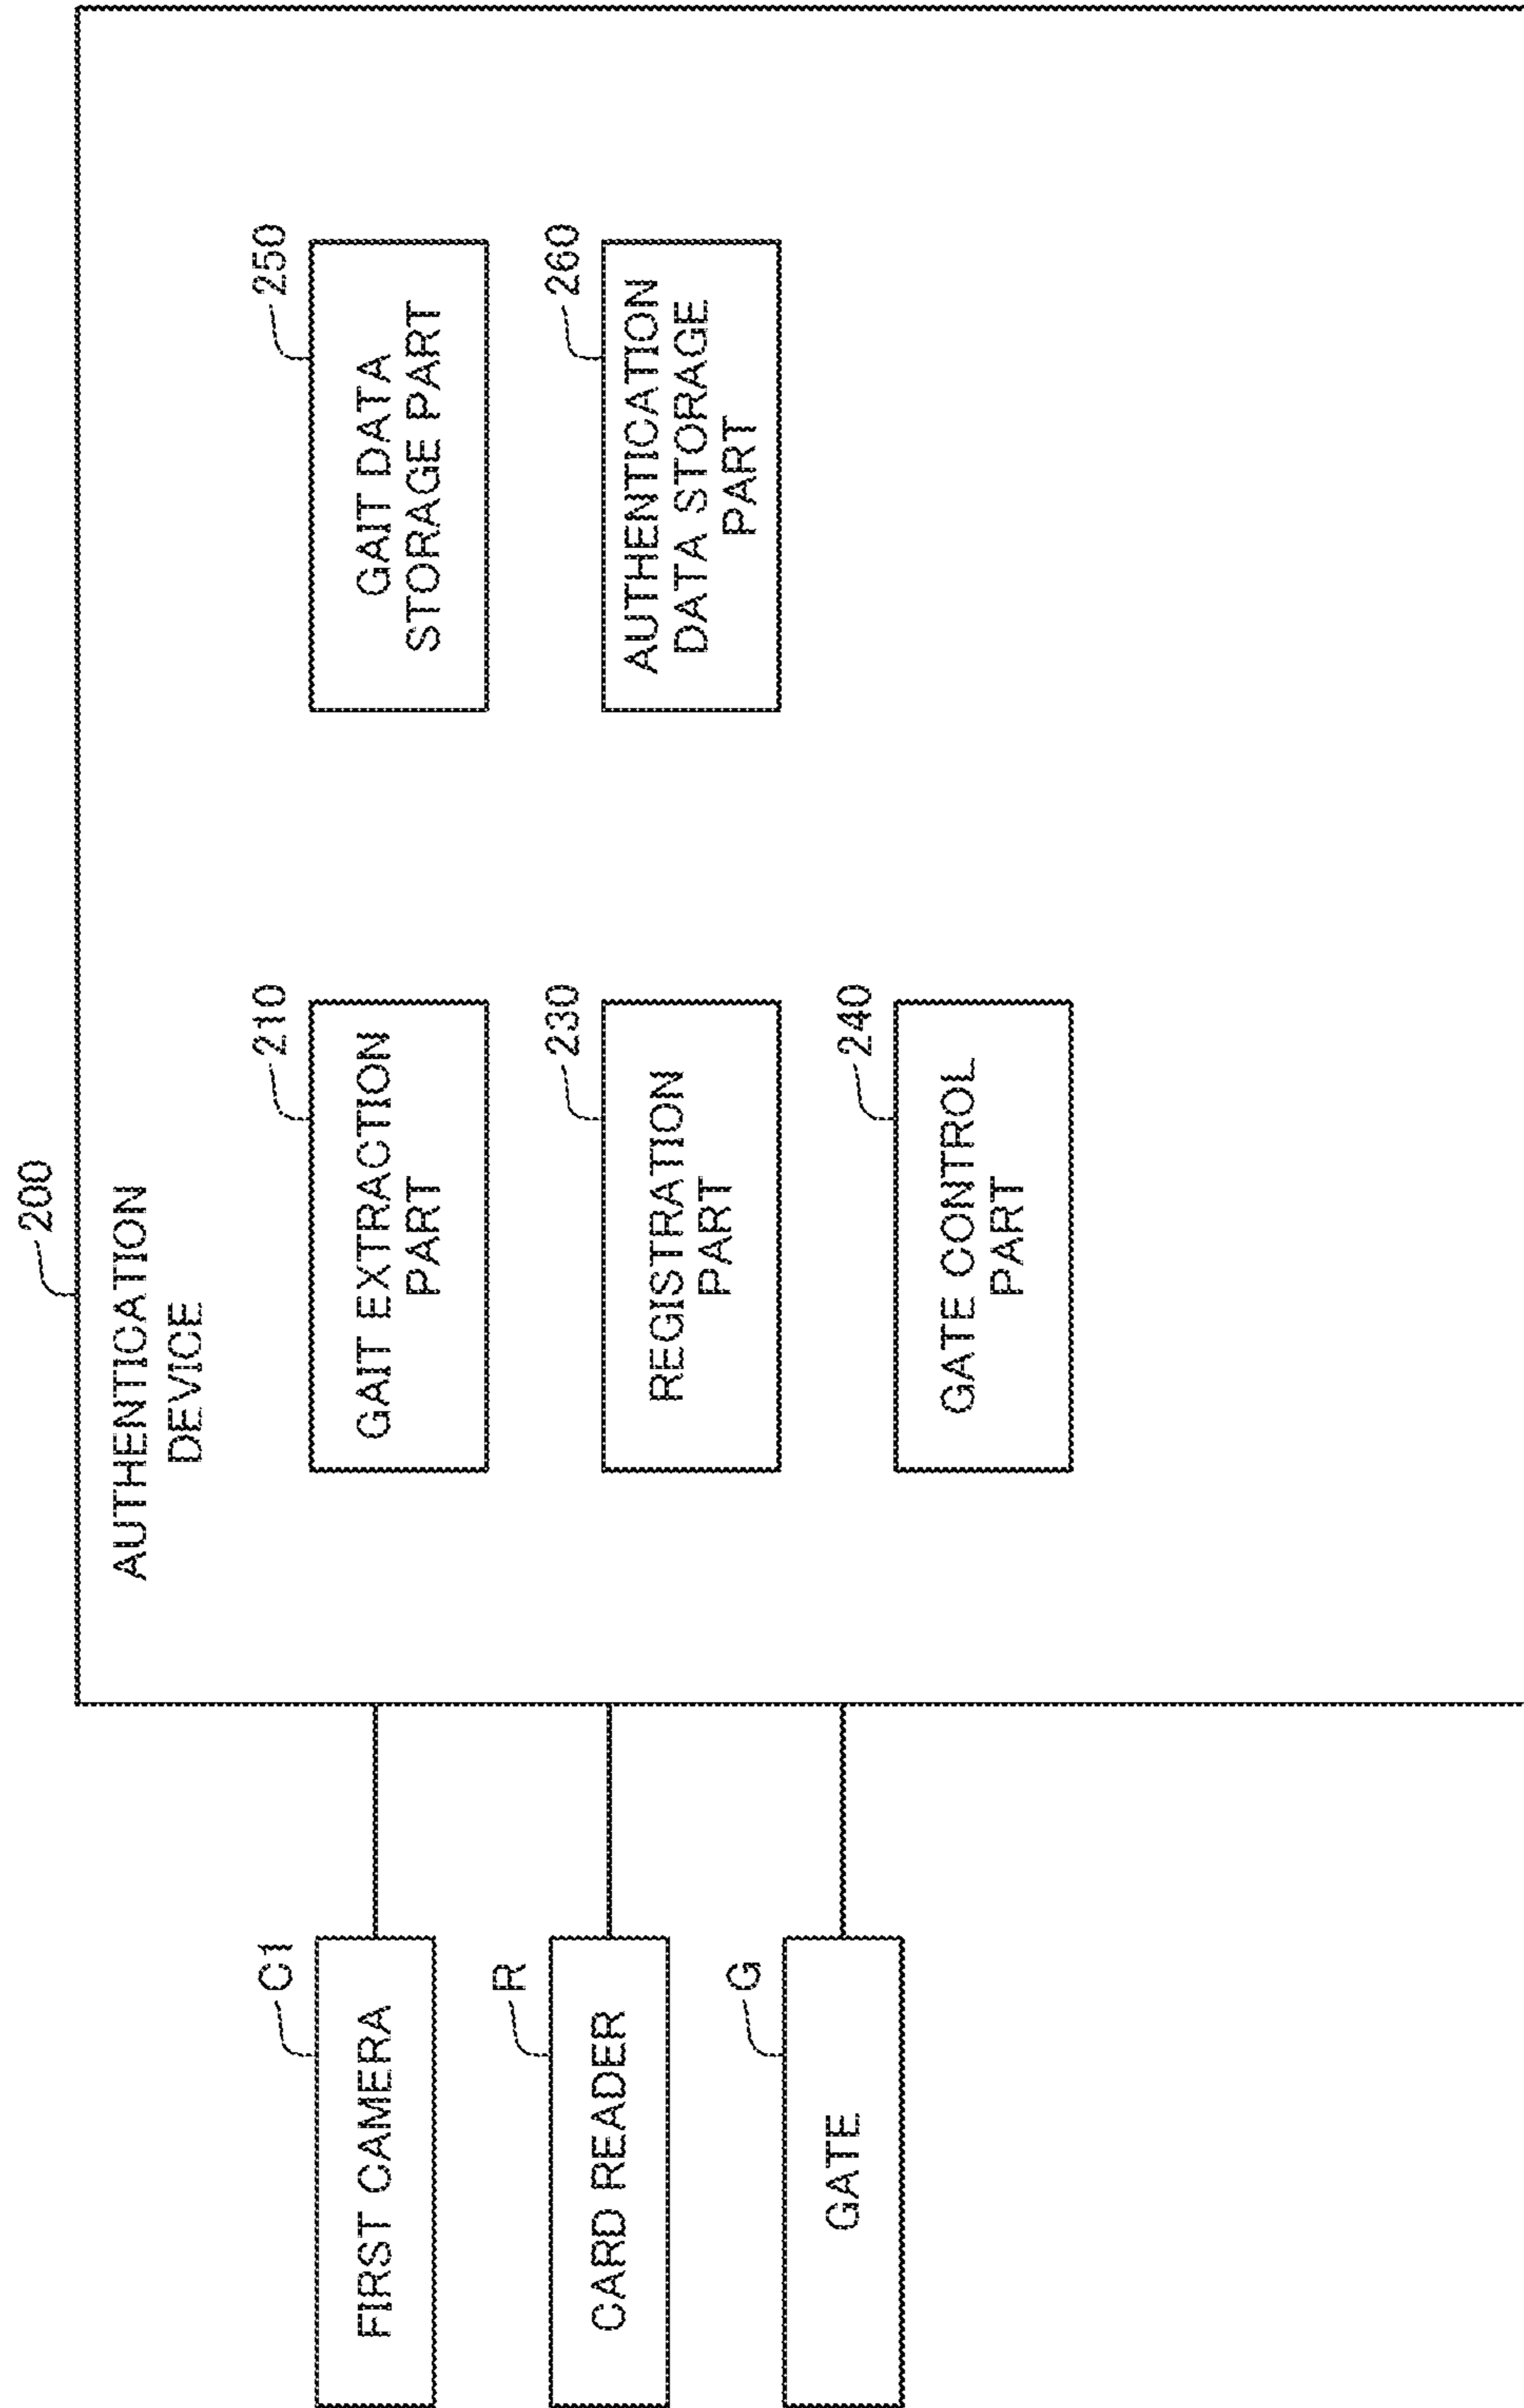 200
AUTHENTICATION
DEVICE
C1
FIRST CAMERA
R
CARD READER
G
GATE
210
GAIT EXTRACTION
PART
230
REGISTRATION
PART
240
GATE CONTROL
PART
250
GAIT DATA
STORAGE PART
260
AUTHENTICATION
DATA STORAGE
PART